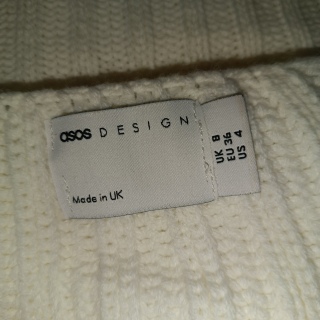 asos DESIGN
Made in UK
UK 8
EU 36
US 4